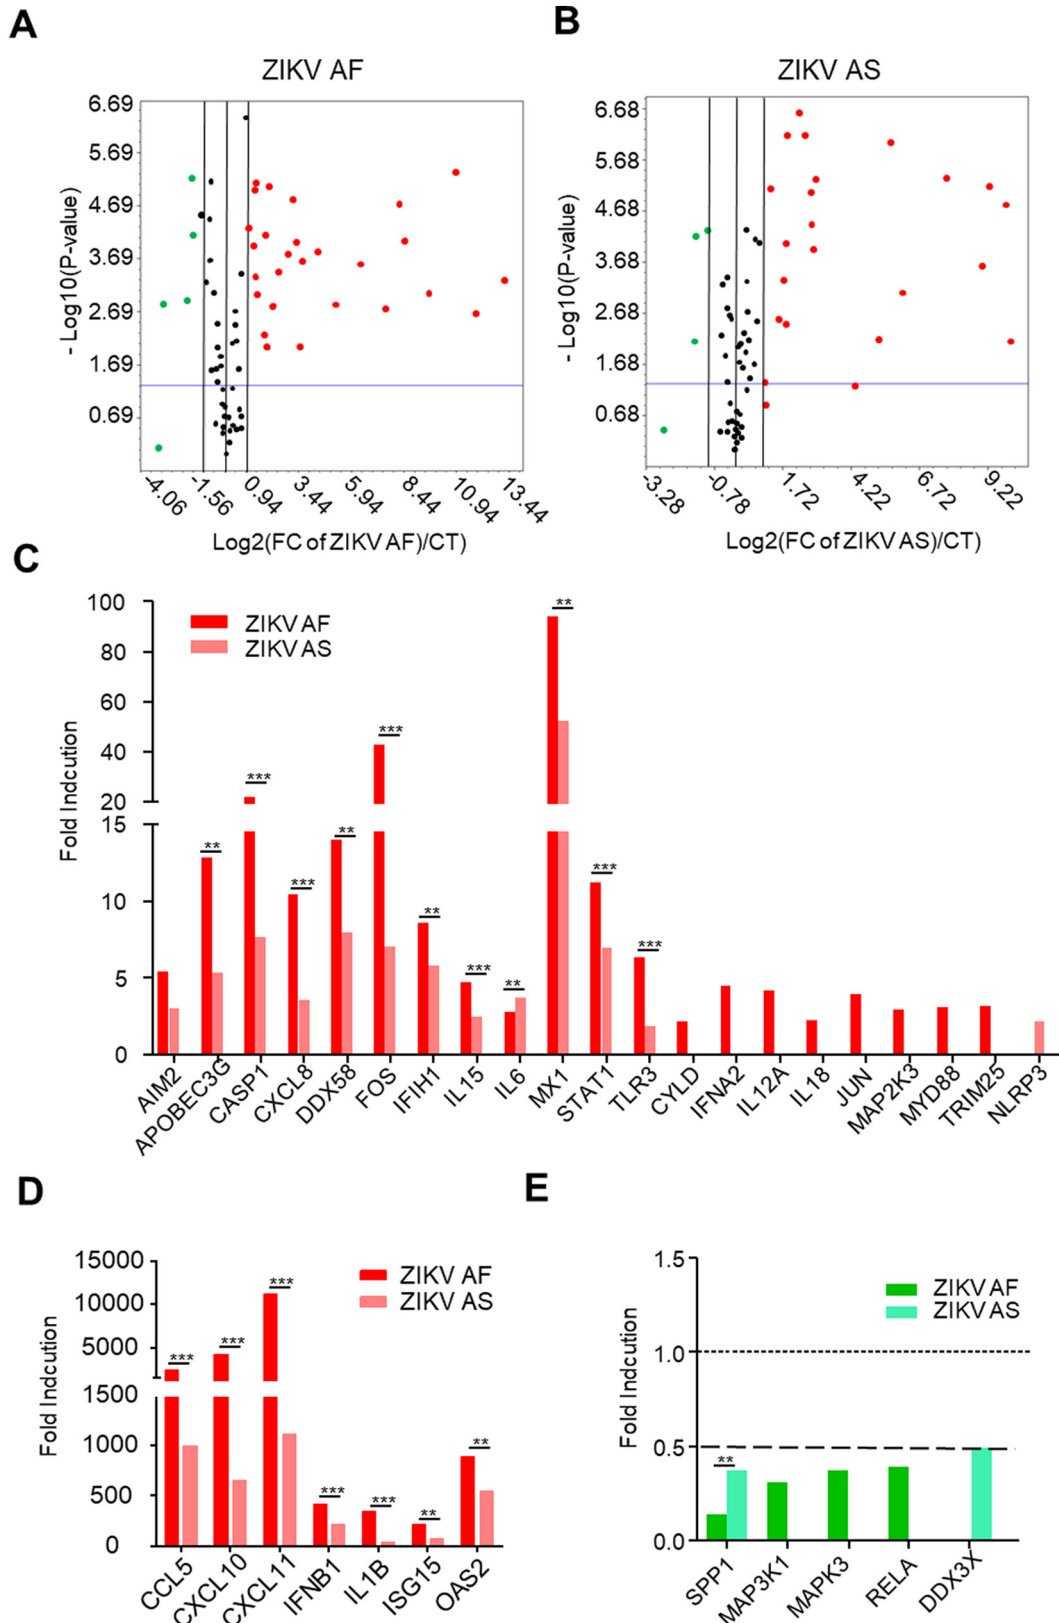 A
ZIKV AF
6.69
5.69
4.69
3.69
2.69
1.69
0.69
- Log10(P-value)
-4.06
-1.56
0.94
3.44
5.94
8.44
10.94
13.44
Log2(FC of ZIKV AF)/CT)
B
ZIKV AS
6.68
5.68
4.68
3.68
2.68
1.68
0.68
- Log10(P-value)
-3.28
-0.78
1.72
4.22
6.72
9.22
Log2(FC of ZIKV AS)/CT)
C
100
80
60
40
20
15
10
5
0
Fold Indcution
ZIKV AF
ZIKV AS
**
***
***
**
***
**
***
**
***
**
***
***
AIM2
APOBEC3G
CASP1
CXCL8
DDX58
FOS
IFIH1
IL15
IL6
MX1
STAT1
TLR3
CYLD
IFNA2
IL12A
IL18
JUN
MAP2K3
MYD88
TRIM25
NLRP3
D
15000
10000
5000
1500
1000
500
0
Fold Indcution
ZIKV AF
ZIKV AS
***
***
***
***
***
**
**
CCL5
CXCL10
CXCL11
IFNB1
IL1B
ISG15
OAS2
E
1.5
1.0
0.5
0.0
Fold Indcution
ZIKV AF
ZIKV AS
**
SPP1
MAP3K1
MAPK3
RELA
DDX3X